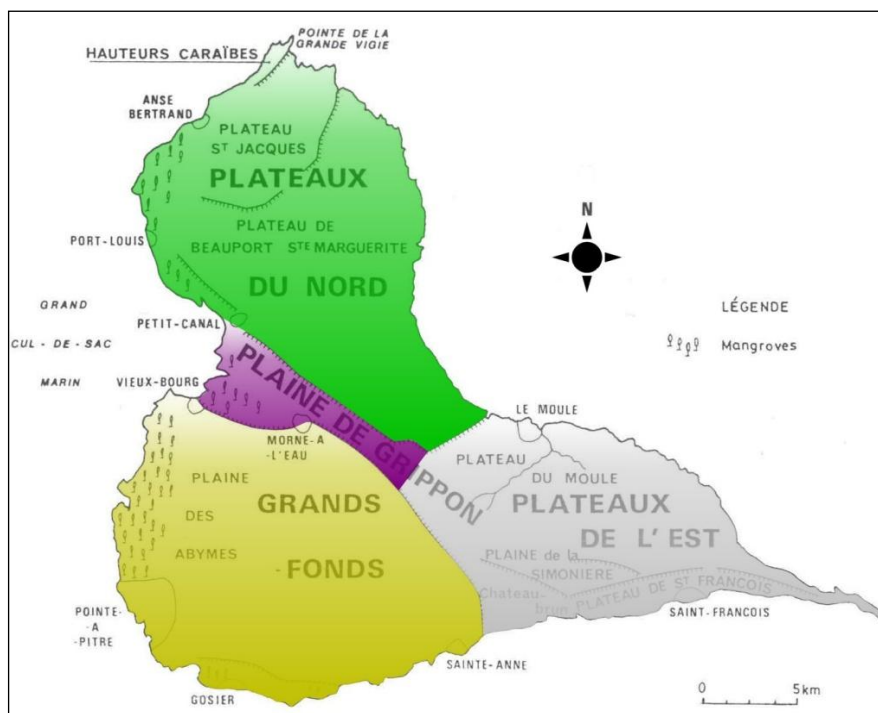 POINTE DE LA
GRANDE VIGIE
HAUTEURS CARAÏBES
ANSE
BERTRAND
PLATEAU
ST JACQUES
PLATEAUX
PORT-LOUIS
PLATEAU DE
BEAUPORT STE MARGUERITE
DU NORD
N
GRAND
CUL-DE-SAC
MARIN
PETIT-CANAL
LÉGENDE
Mangroves
VIEUX-BOURG
PLAINE DE GRIPPON
MORNE-A
-L'EAU
LE MOULE
PLATEAU
DU MOULE
PLAINE
DES
ABYMES
GRANDS
-FONDS
PLATEAUX
DE L'EST
PLAINE de la
SIMONIERE
Chateau-
brun
PLATEAU DE ST FRANCOIS
SAINT-FRANCOIS
POINTE-
-A
-PITRE
SAINTE-ANNE
GOSIER
0 5km